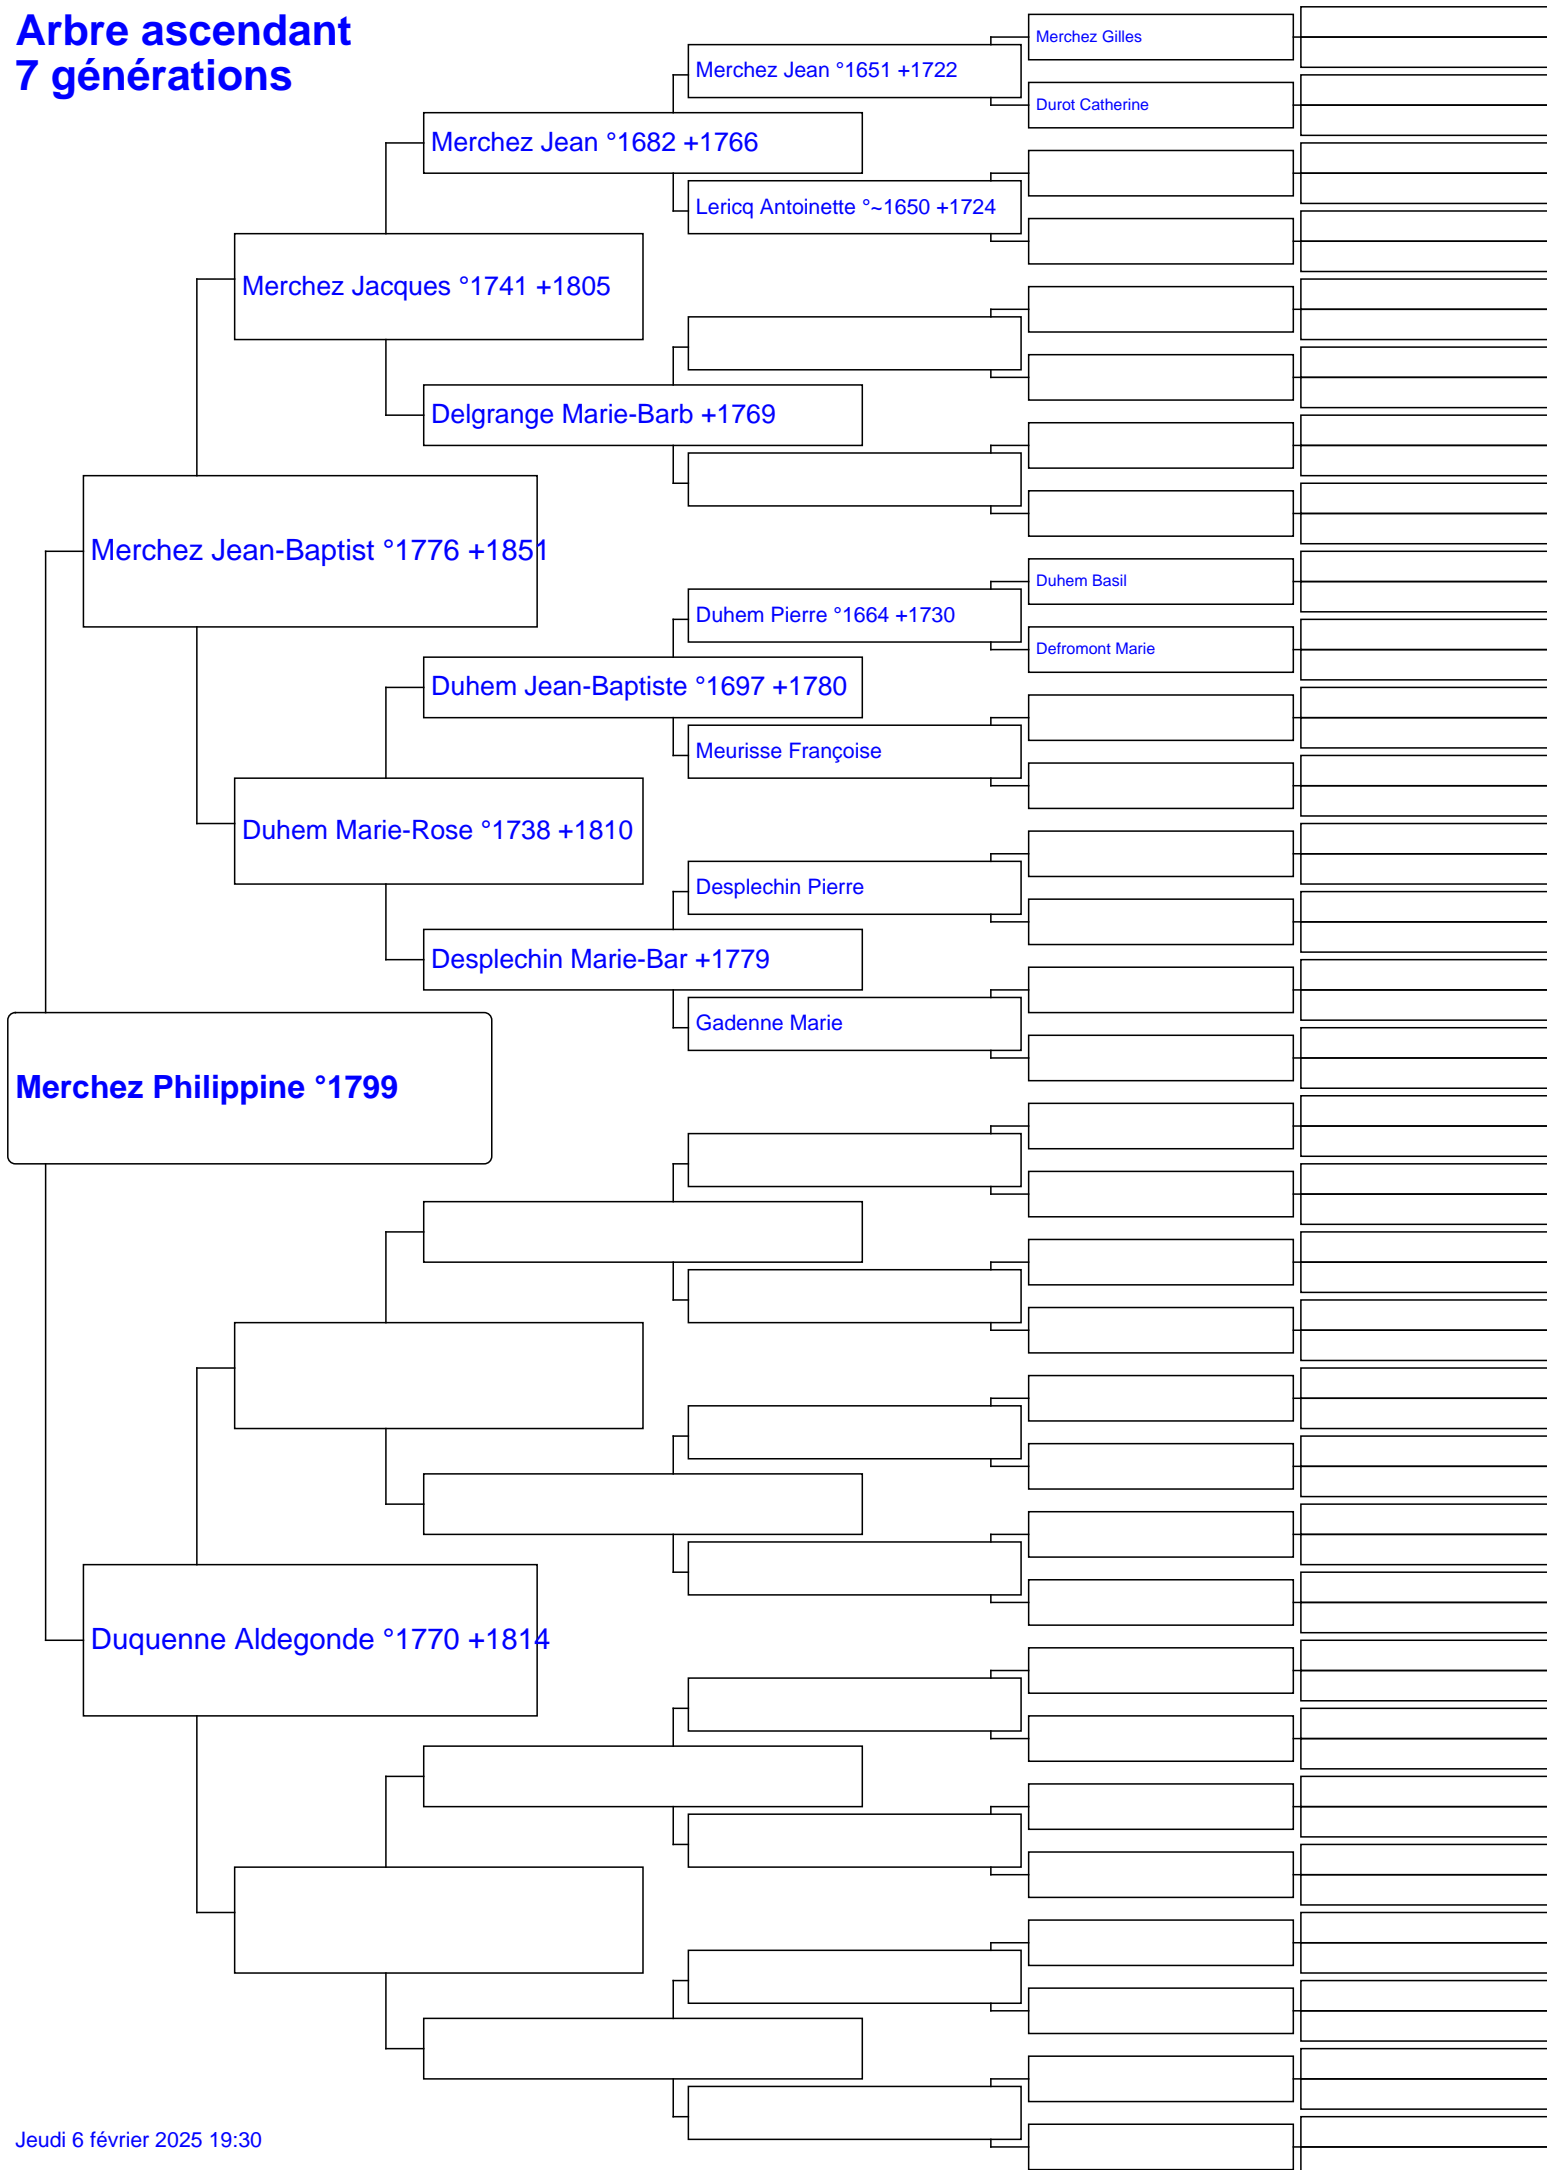 Arbre ascendant
7 générations
Merchez Gilles
Merchez Jean °1651 +1722
Durot Catherine
Merchez Jean °1682 +1766
Lericq Antoinette °~1650 +1724
Merchez Jacques °1741 +1805
Delgrange Marie-Barb +1769
Merchez Jean-Baptist °1776 +1851
Duhem Basil
Duhem Pierre °1664 +1730
Defromont Marie
Duhem Jean-Baptiste °1697 +1780
Meurisse Françoise
Duhem Marie-Rose °1738 +1810
Desplechin Pierre
Desplechin Marie-Bar +1779
Gadenne Marie
Merchez Philippine °1799
Duquenne Aldegonde °1770 +1814
Jeudi 6 février 2025 19:30